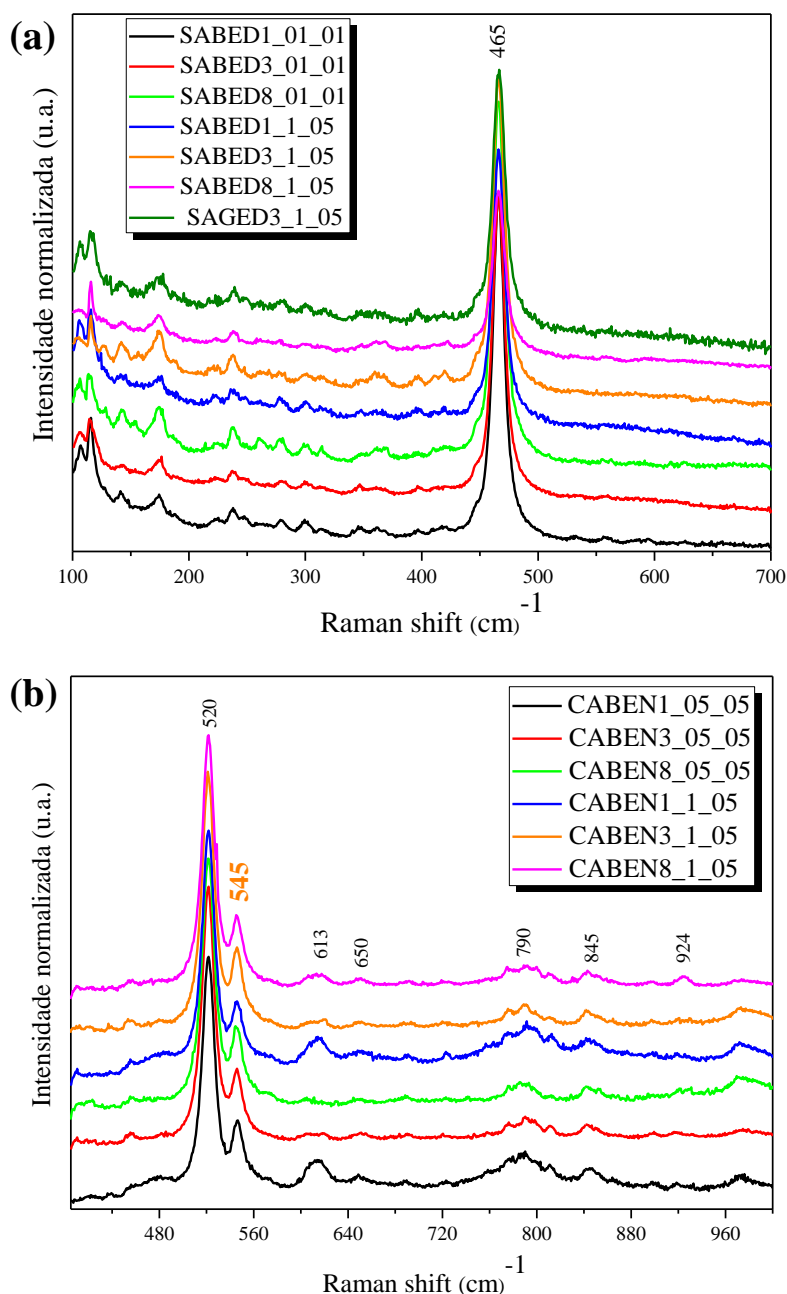 (a)
SABED1_01_01
SABED3_01_01
SABED8_01_01
SABED1_1_05
SABED3_1_05
SABED8_1_05
SAGED3_1_05
465
Intensidade normalizada (u.a.)
100 200 300 400 500 600 700
Raman shift (cm) -1
(b)
CABEN1_05_05
CABEN3_05_05
CABEN8_05_05
CABEN1_1_05
CABEN3_1_05
CABEN8_1_05
520
545
613
650
790
845
924
Intensidade normalizada (u.a.)
480 560 640 720 800 880 960
Raman shift (cm) -1